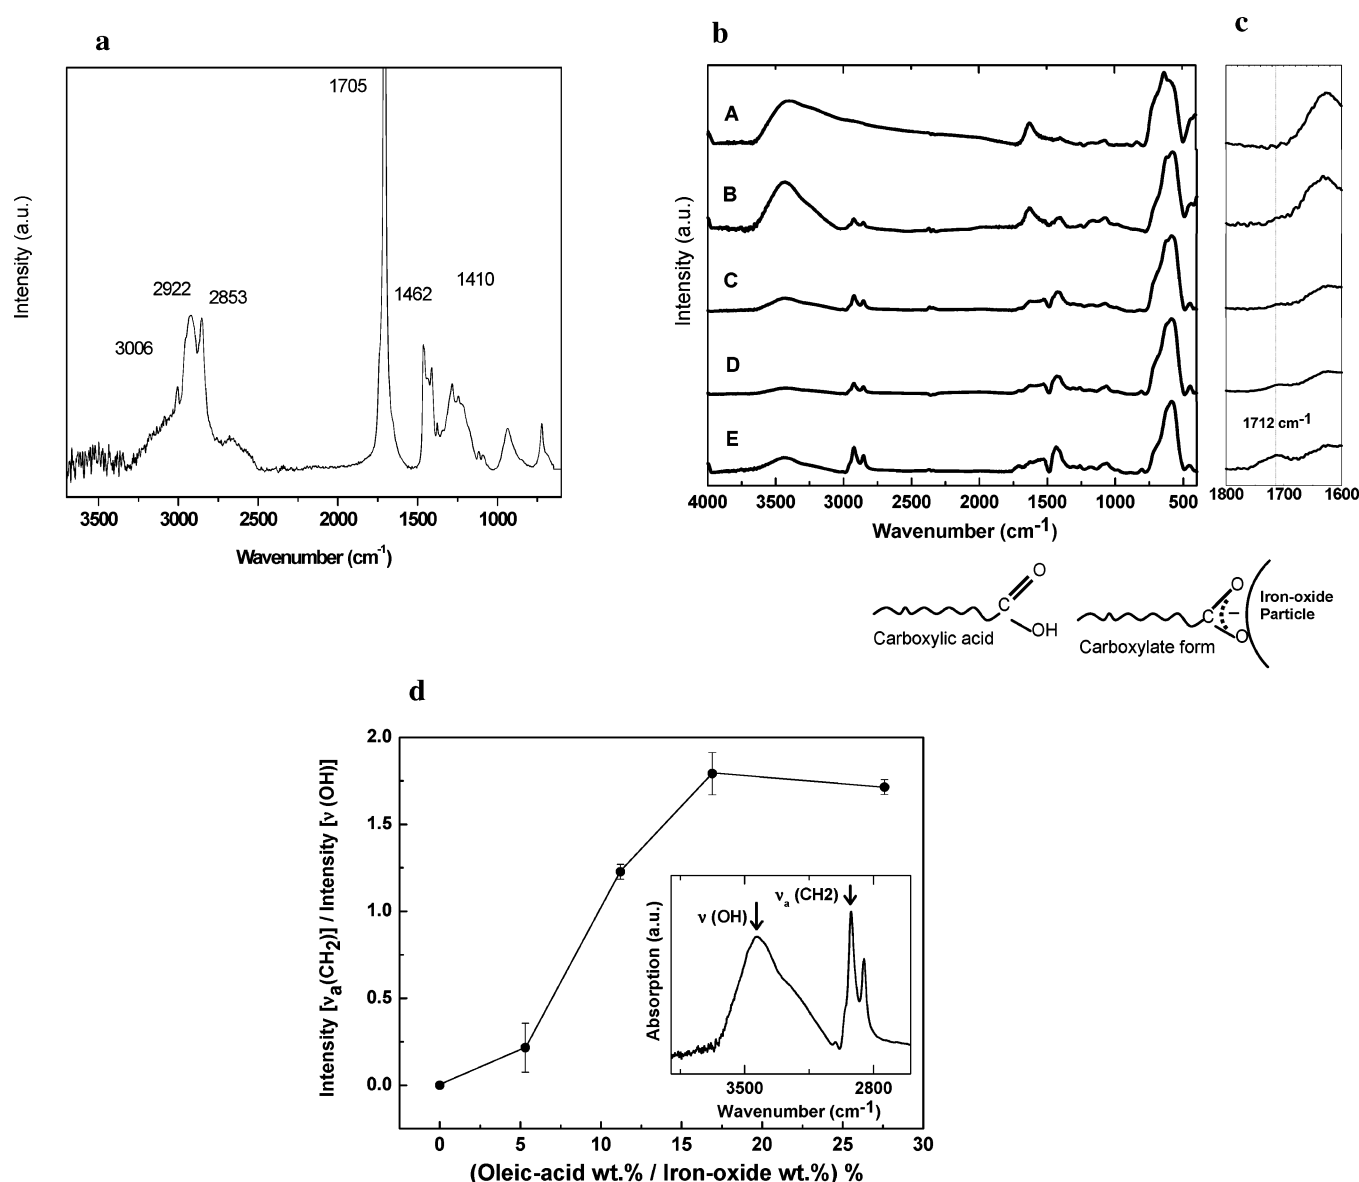 a
1705
2922
2853
3006
1462
1410
Intensity (a.u.)
3500 3000 2500 2000 1500 1000
Wavenumber (cm-1)
b
A
B
C
D
E
Intensity (a.u.)
4000 3500 3000 2500 2000 1500 1000 500
Wavenumber (cm-1)
c
1712 cm-1
1800 1700 1600
C
O
OH
Carboxylic acid
C
O
O
Carboxylate form
Iron-oxide
Particle
d
Intensity [νa(CH2)] / Intensity [ν (OH)]
2.0
1.5
1.0
0.5
0.0
0 5 10 15 20 25 30
(Oleic-acid wt.% / Iron-oxide wt.%) %
ν (OH)
νa (CH2)
Absorption (a.u.)
3500 2800
Wavenumber (cm-1)